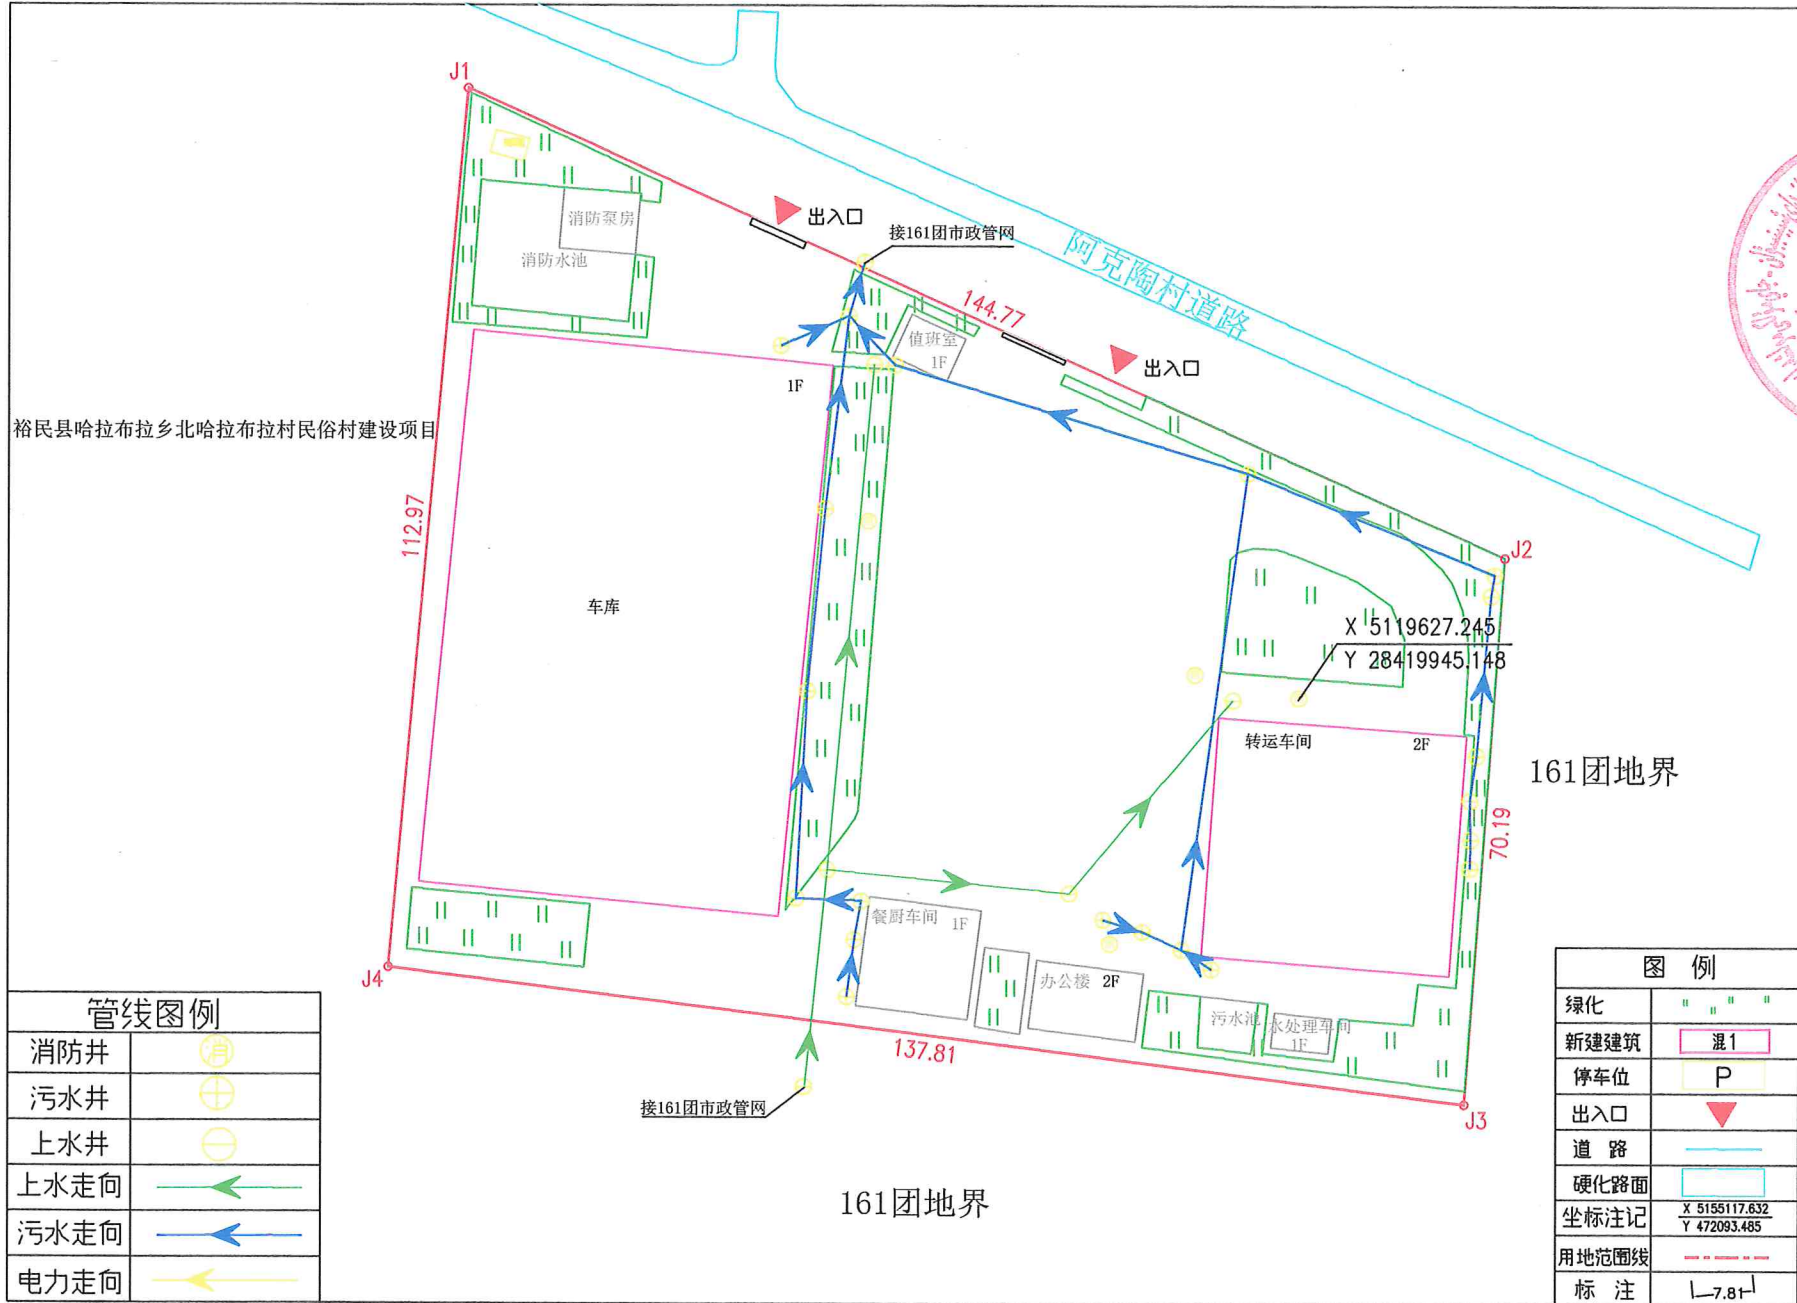 J1
出入口
接161团市政管网
消防泵房
消防水池
144.77
阿克陶村道路
值班室
1F
出入口
1F
裕民县哈拉布拉乡北哈拉布拉村民俗村建设项目
112.97
J2
车库
X 5119627.245
Y 28419945.148
转运车间
2F
161团地界
70.19
餐厨车间 1F
办公楼 2F
污水池
水处理车间
1F
J4
137.81
接161团市政管网
J3
161团地界
管线图例
消防井
消
污水井
上水井
上水走向
污水走向
电力走向
图 例
绿化
新建建筑
混1
停车位
P
出入口
道 路
硬化路面
坐标注记
X 5155117.632
Y 472093.485
用地范围线
标 注
7.81